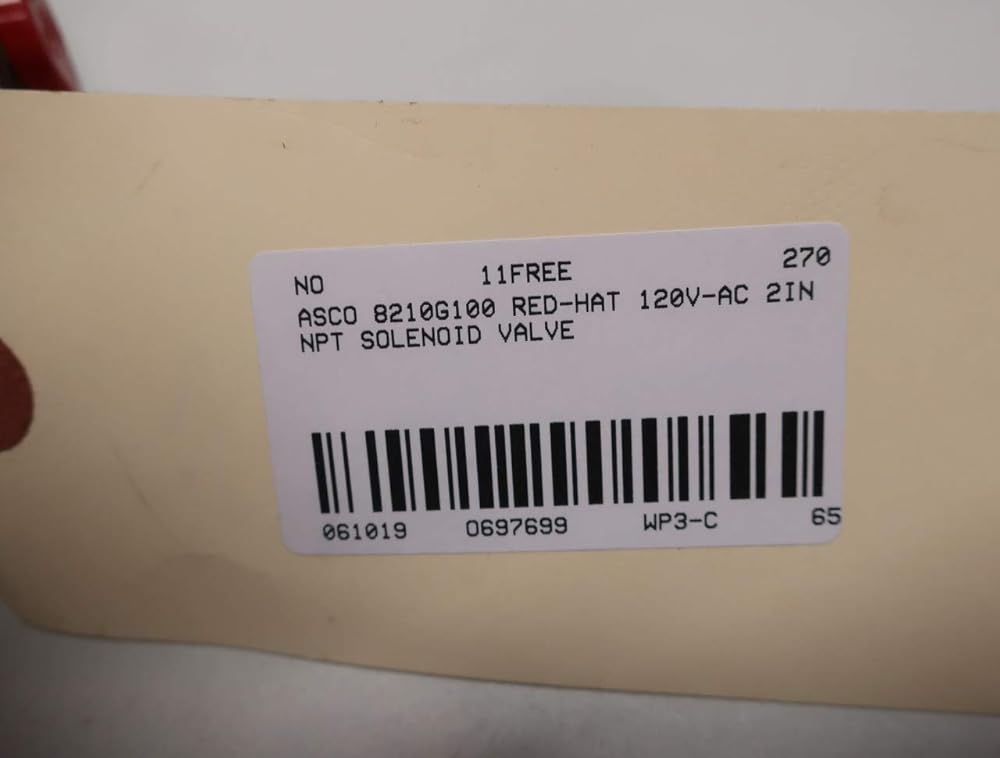 NO 11FREE 270
ASCO 8210G100 RED-HAT 120V-AC 2IN
NPT SOLENOID VALVE
061019 0697699 WP3-C 65